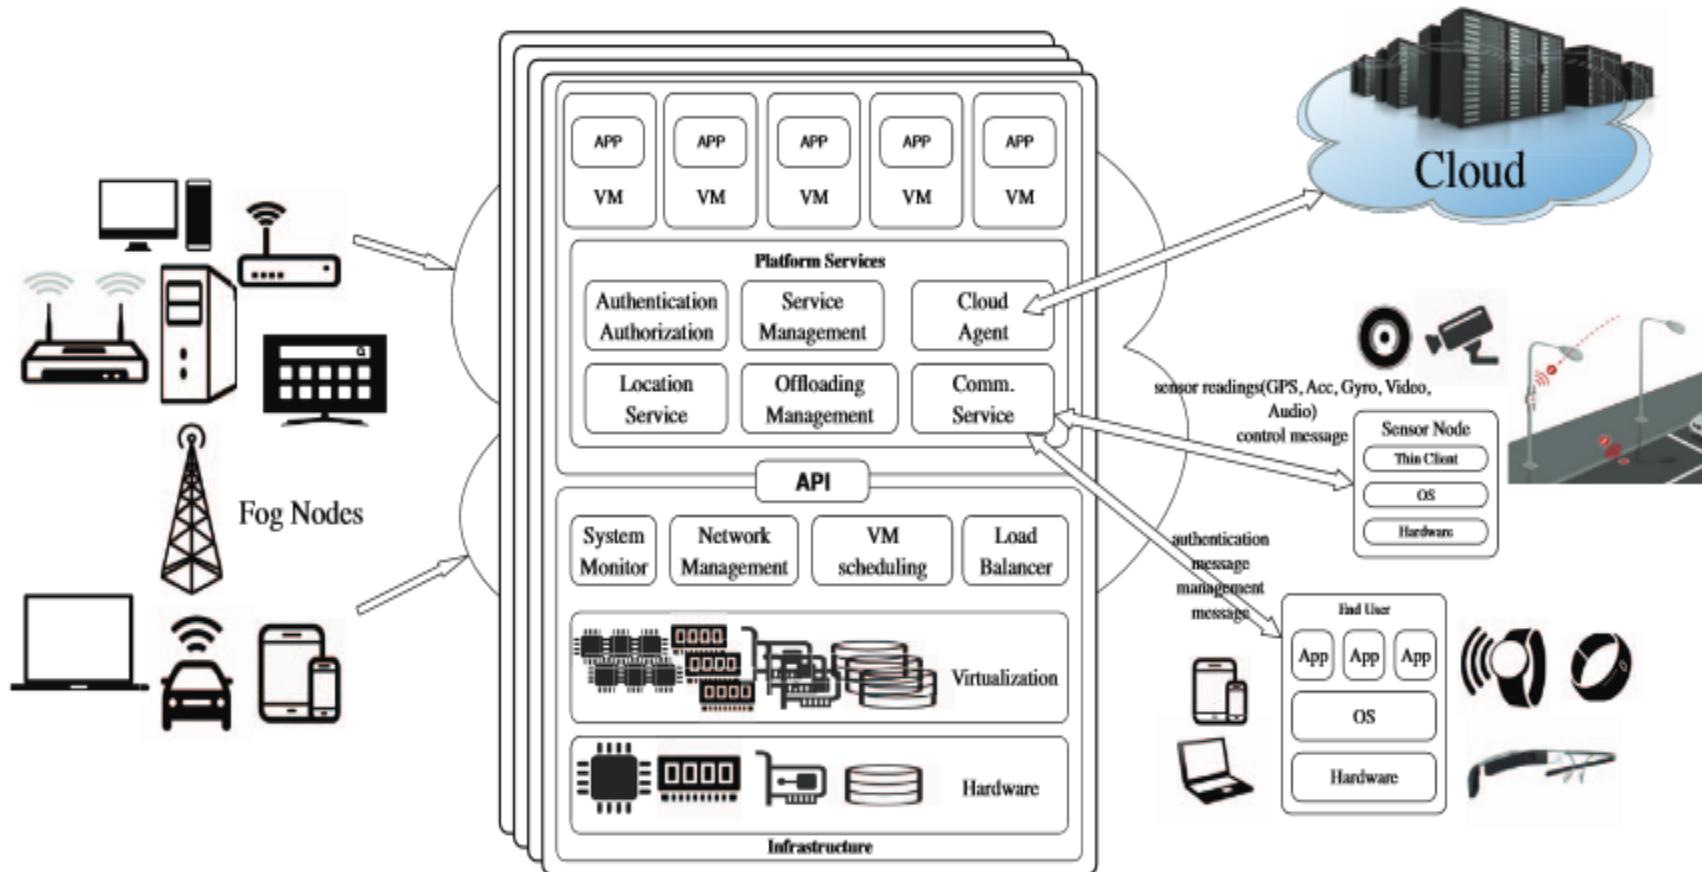 APP
VM
APP
VM
APP
VM
APP
VM
APP
VM
Cloud
Platform Services
Authentication
Authorization
Service
Management
Cloud
Agent
Location
Service
Offloading
Management
Comm.
Service
API
System
Monitor
Network
Management
VM
scheduling
Load
Balancer
Virtualization
Hardware
Infrastructure
Fog Nodes
sensor readings(GPS, Acc, Gyro, Video,
Audio)
control message
Sensor Node
Thin Client
OS
Hardware
authentication
message
management
message
End User
App
App
App
OS
Hardware